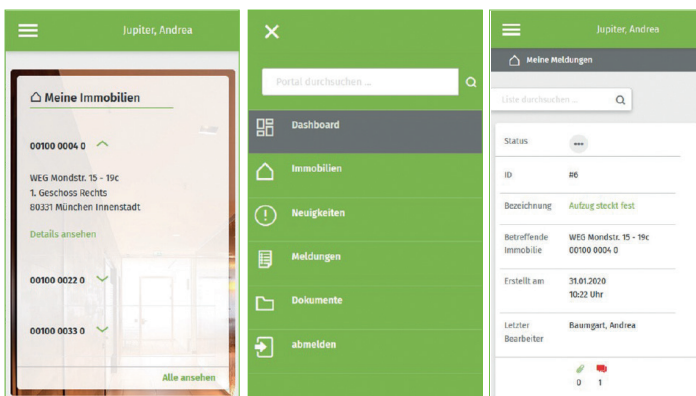 Jupiter, Andrea
Meine Immobilien
00100 0004 0
WEG Mondstr. 15 - 19c
1. Geschoss Rechts
80331 München Innenstadt
Details ansehen
00100 0022 0
00100 0033 0
Alle ansehen
Portal durchsuchen ...
Dashboard
Immobilien
Neuigkeiten
Meldungen
Dokumente
abmelden
Jupiter, Andrea
Meine Meldungen
Liste durchsuchen ...
Status
ID #6
Bezeichnung Aufzug steckt fest
Betreffende WEG Mondstr. 15 - 19c
Immobilie 00100 0004 0
Erstellt am 31.01.2020
10:22 Uhr
Letzter Baumgart, Andrea
Bearbeiter
0 1